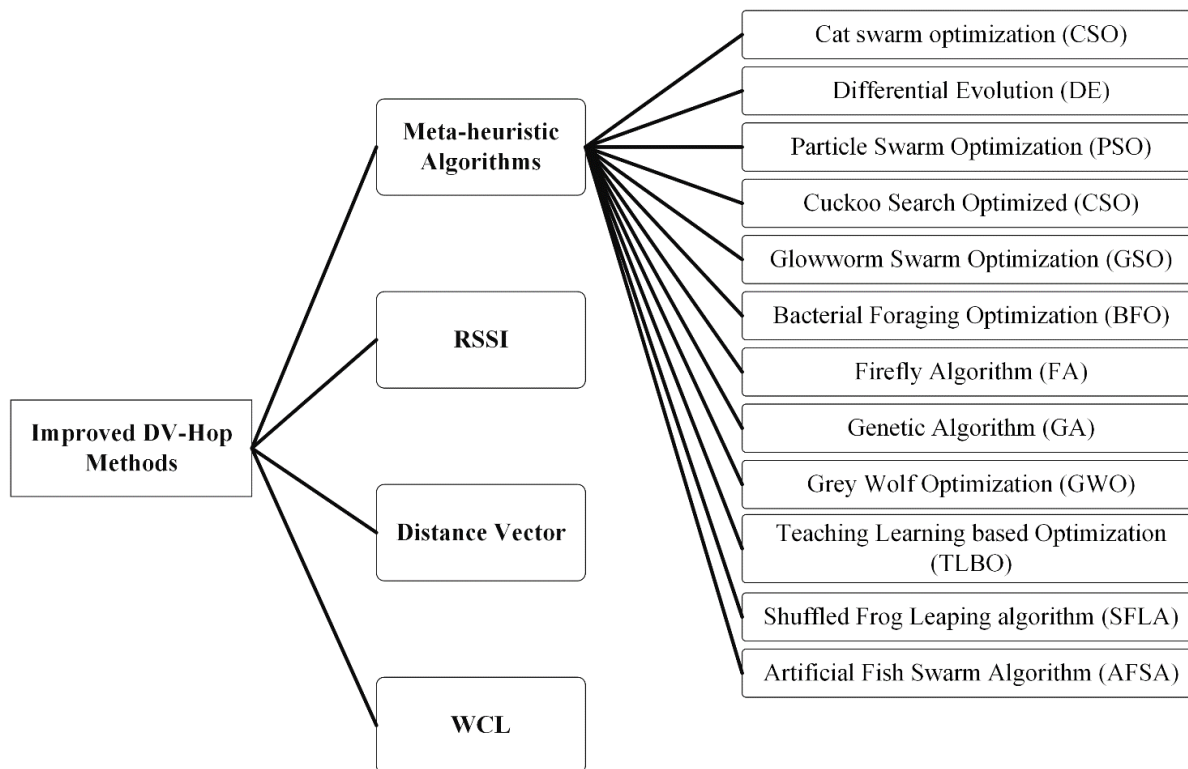 Improved DV-Hop
Methods
Meta-heuristic
Algorithms
RSSI
Distance Vector
WCL
Cat swarm optimization (CSO)
Differential Evolution (DE)
Particle Swarm Optimization (PSO)
Cuckoo Search Optimized (CSO)
Glowworm Swarm Optimization (GSO)
Bacterial Foraging Optimization (BFO)
Firefly Algorithm (FA)
Genetic Algorithm (GA)
Grey Wolf Optimization (GWO)
Teaching Learning based Optimization
(TLBO)
Shuffled Frog Leaping algorithm (SFLA)
Artificial Fish Swarm Algorithm (AFSA)